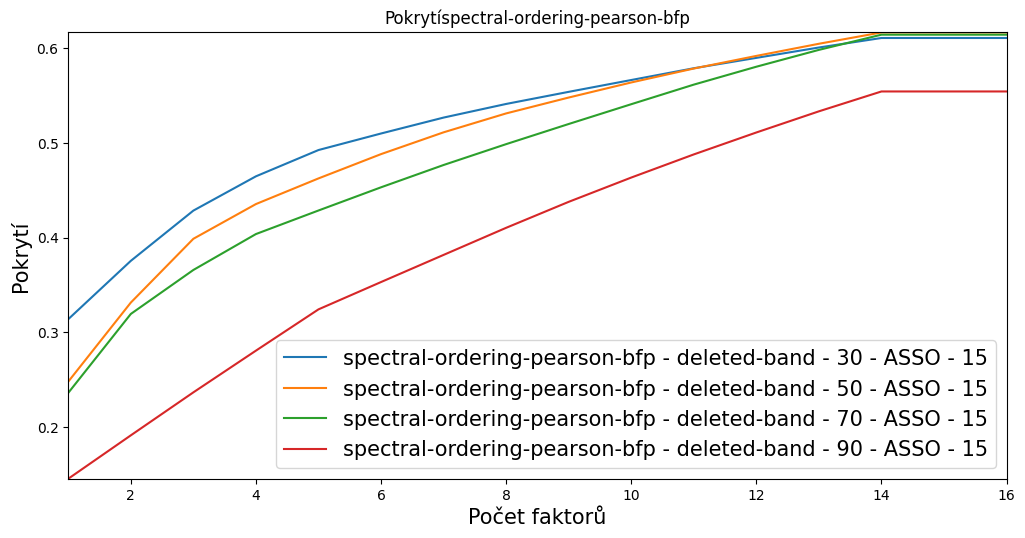 Pokrytíspectral-ordering-pearson-bfp
0.6
0.5
0.4
0.3
0.2
Pokrytí
spectral-ordering-pearson-bfp - deleted-band - 30 - ASSO - 15
spectral-ordering-pearson-bfp - deleted-band - 50 - ASSO - 15
spectral-ordering-pearson-bfp - deleted-band - 70 - ASSO - 15
spectral-ordering-pearson-bfp - deleted-band - 90 - ASSO - 15
2 4 6 8 10 12 14 16
Počet faktorů